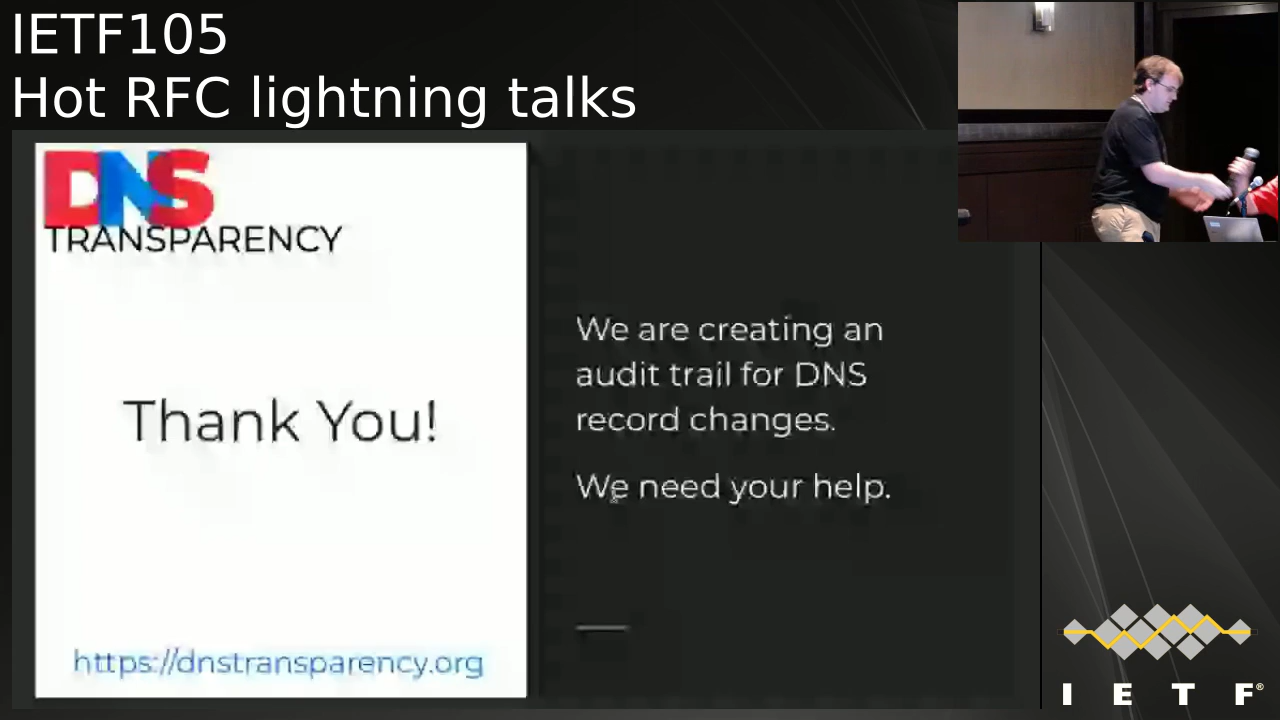 IETF105
Hot RFC lightning talks
DNS
TRANSPARENCY
Thank You!
https://dnstransparency.org
We are creating an
audit trail for DNS
record changes.
We need your help.
I E T F®